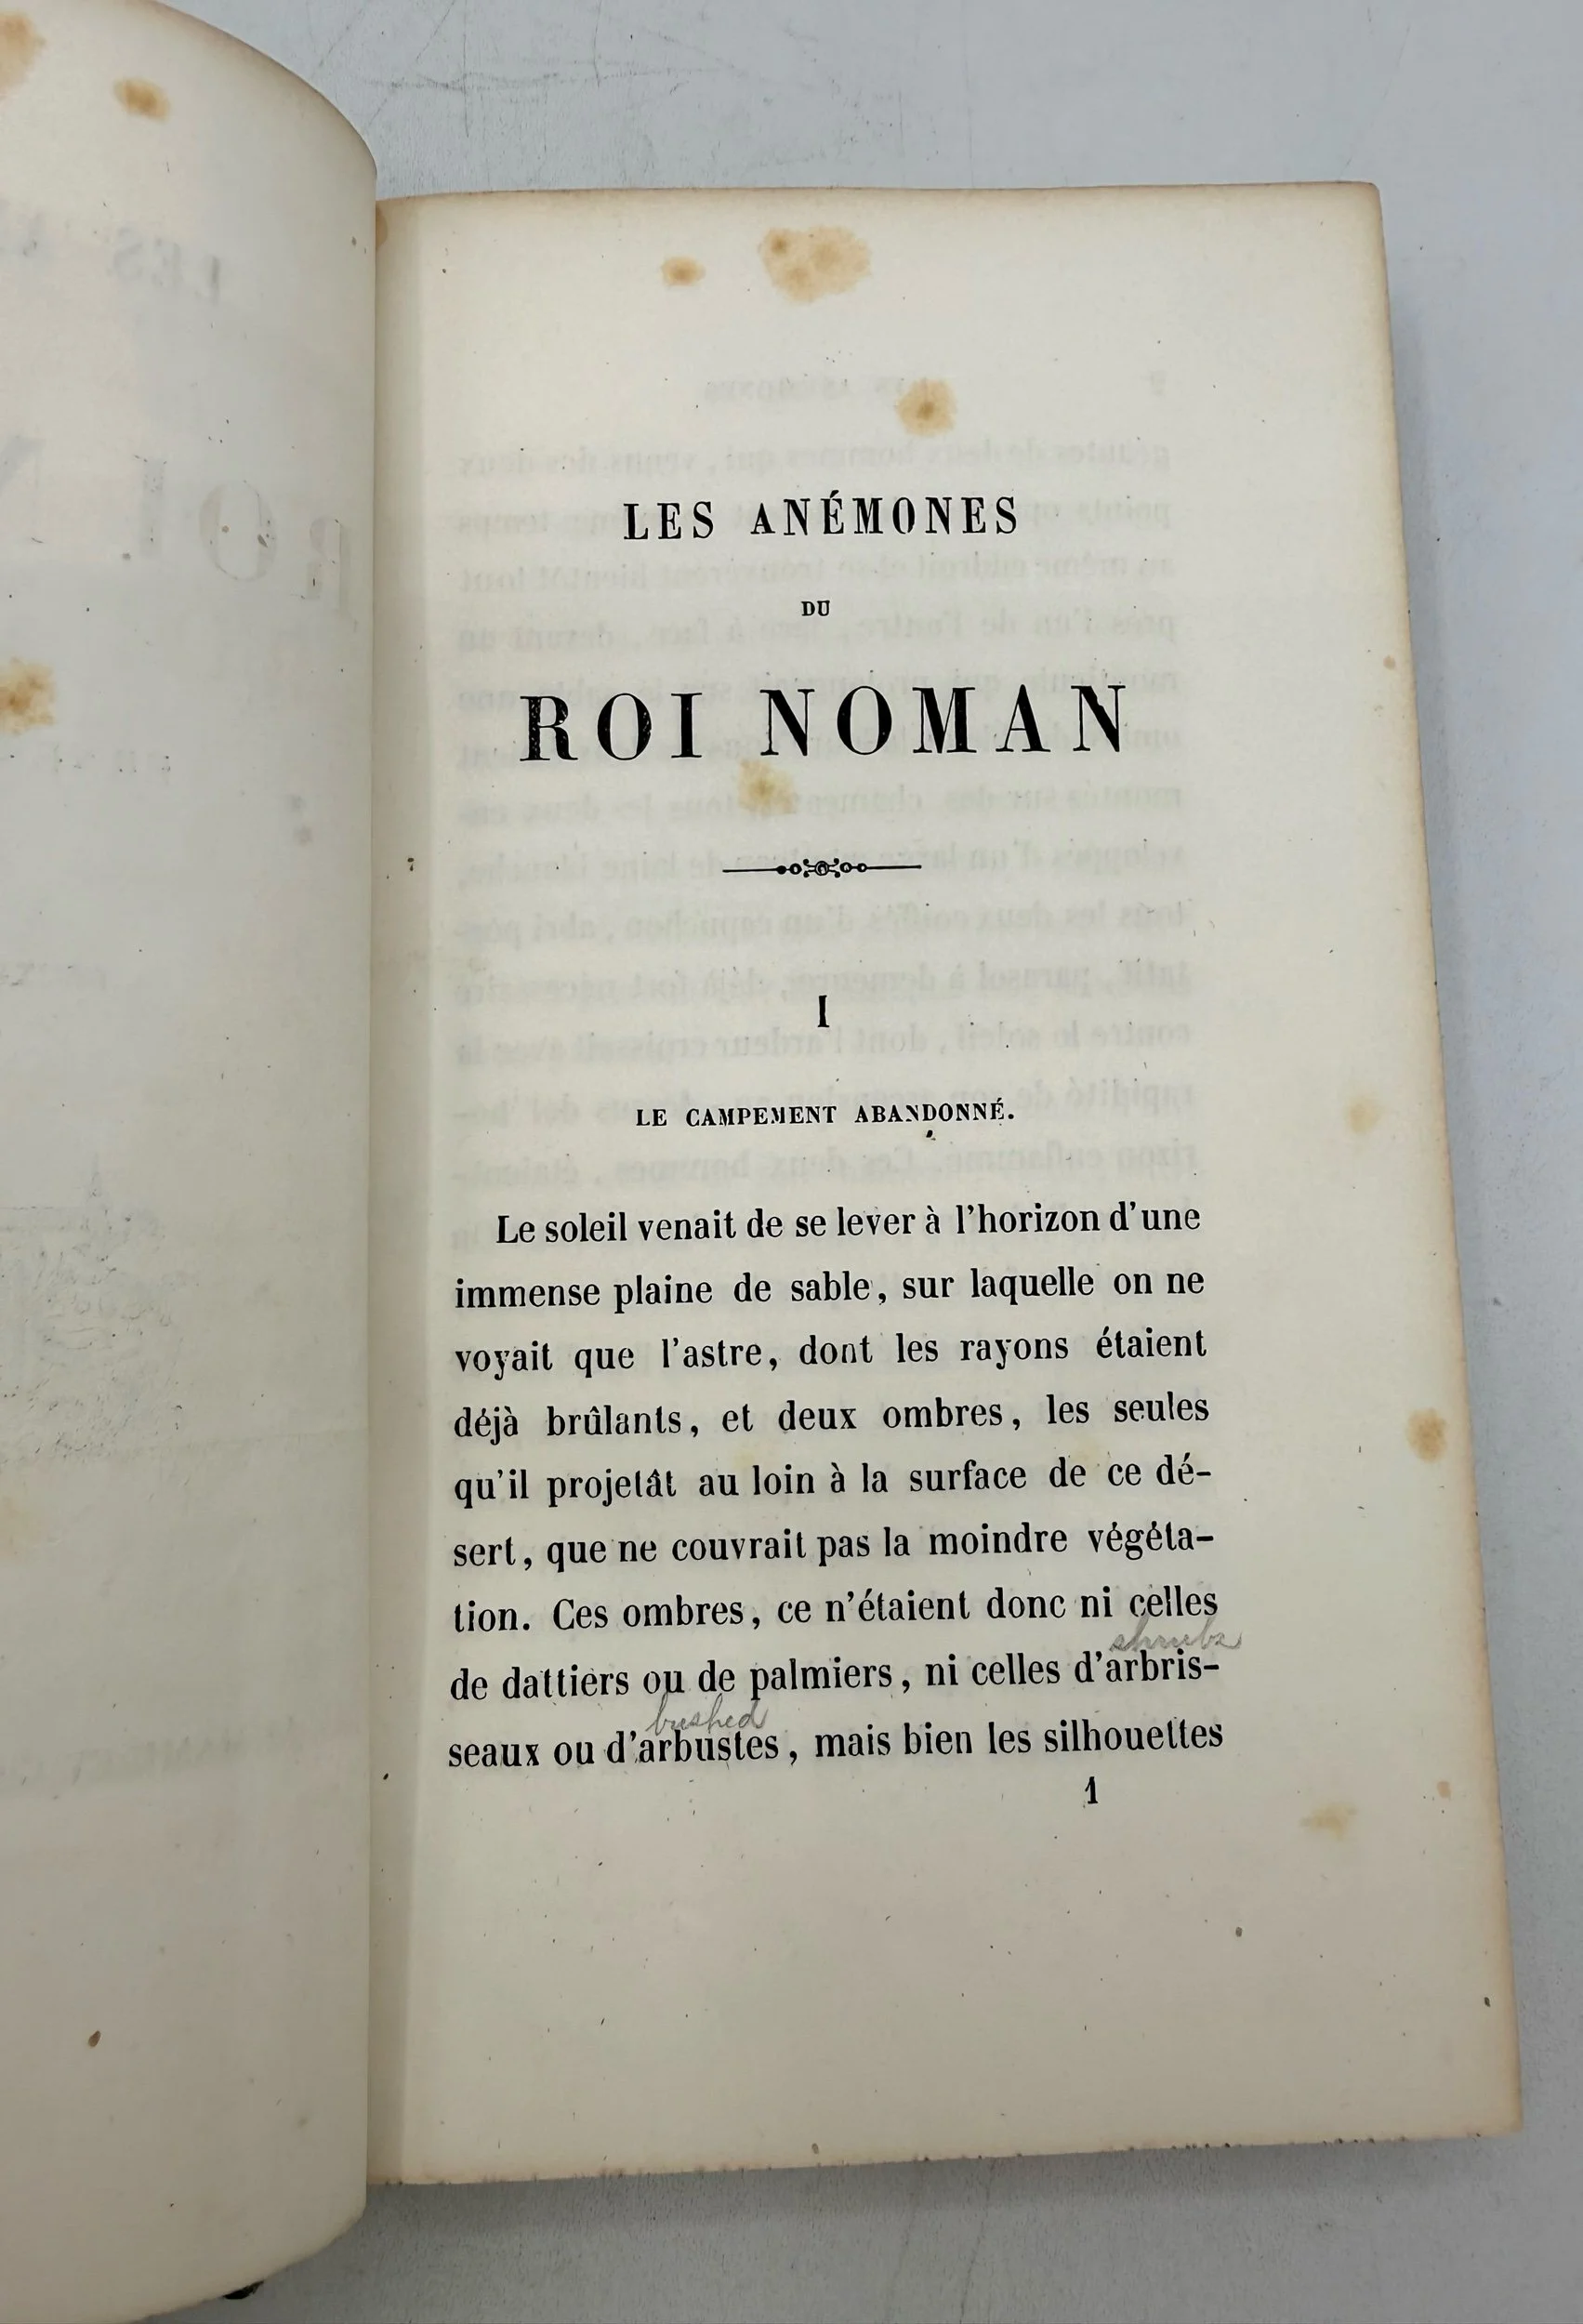 LES ANÉMONES
DU
ROI NOMAN
I
LE CAMPEMENT ABANDONNÉ.
Le soleil venait de se lever à l'horizon d'une
immense plaine de sable, sur laquelle on ne
voyait que l'astre, dont les rayons étaient
déjà brûlants, et deux ombres, les seules
qu'il projetât au loin à la surface de ce dé-
sert, que ne couvrait pas la moindre végéta-
tion. Ces ombres, ce n'étaient donc ni celles
shrubs
de dattiers ou de palmiers, ni celles d'arbris-
seaux ou d'arbustes, mais bien les silhouettes
1